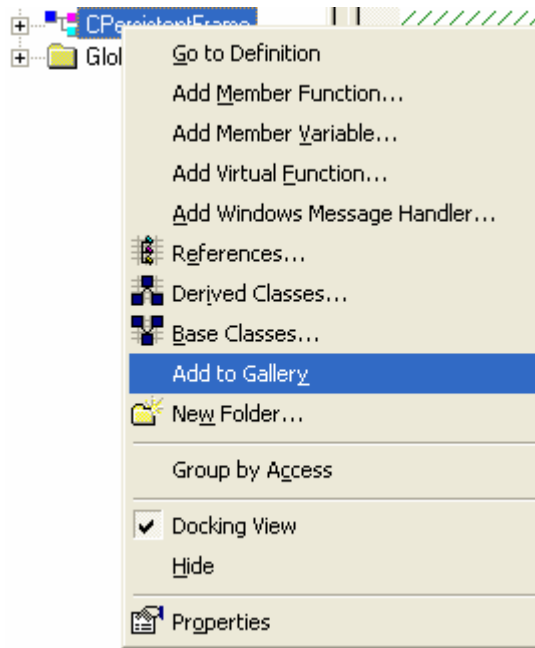 CPersistentFrame
Glo
Go to Definition
Add Member Function...
Add Member Variable...
Add Virtual Function...
Add Windows Message Handler...
References...
Derived Classes...
Base Classes...
Add to Gallery
New Folder...
Group by Access
Docking View
Hide
Properties